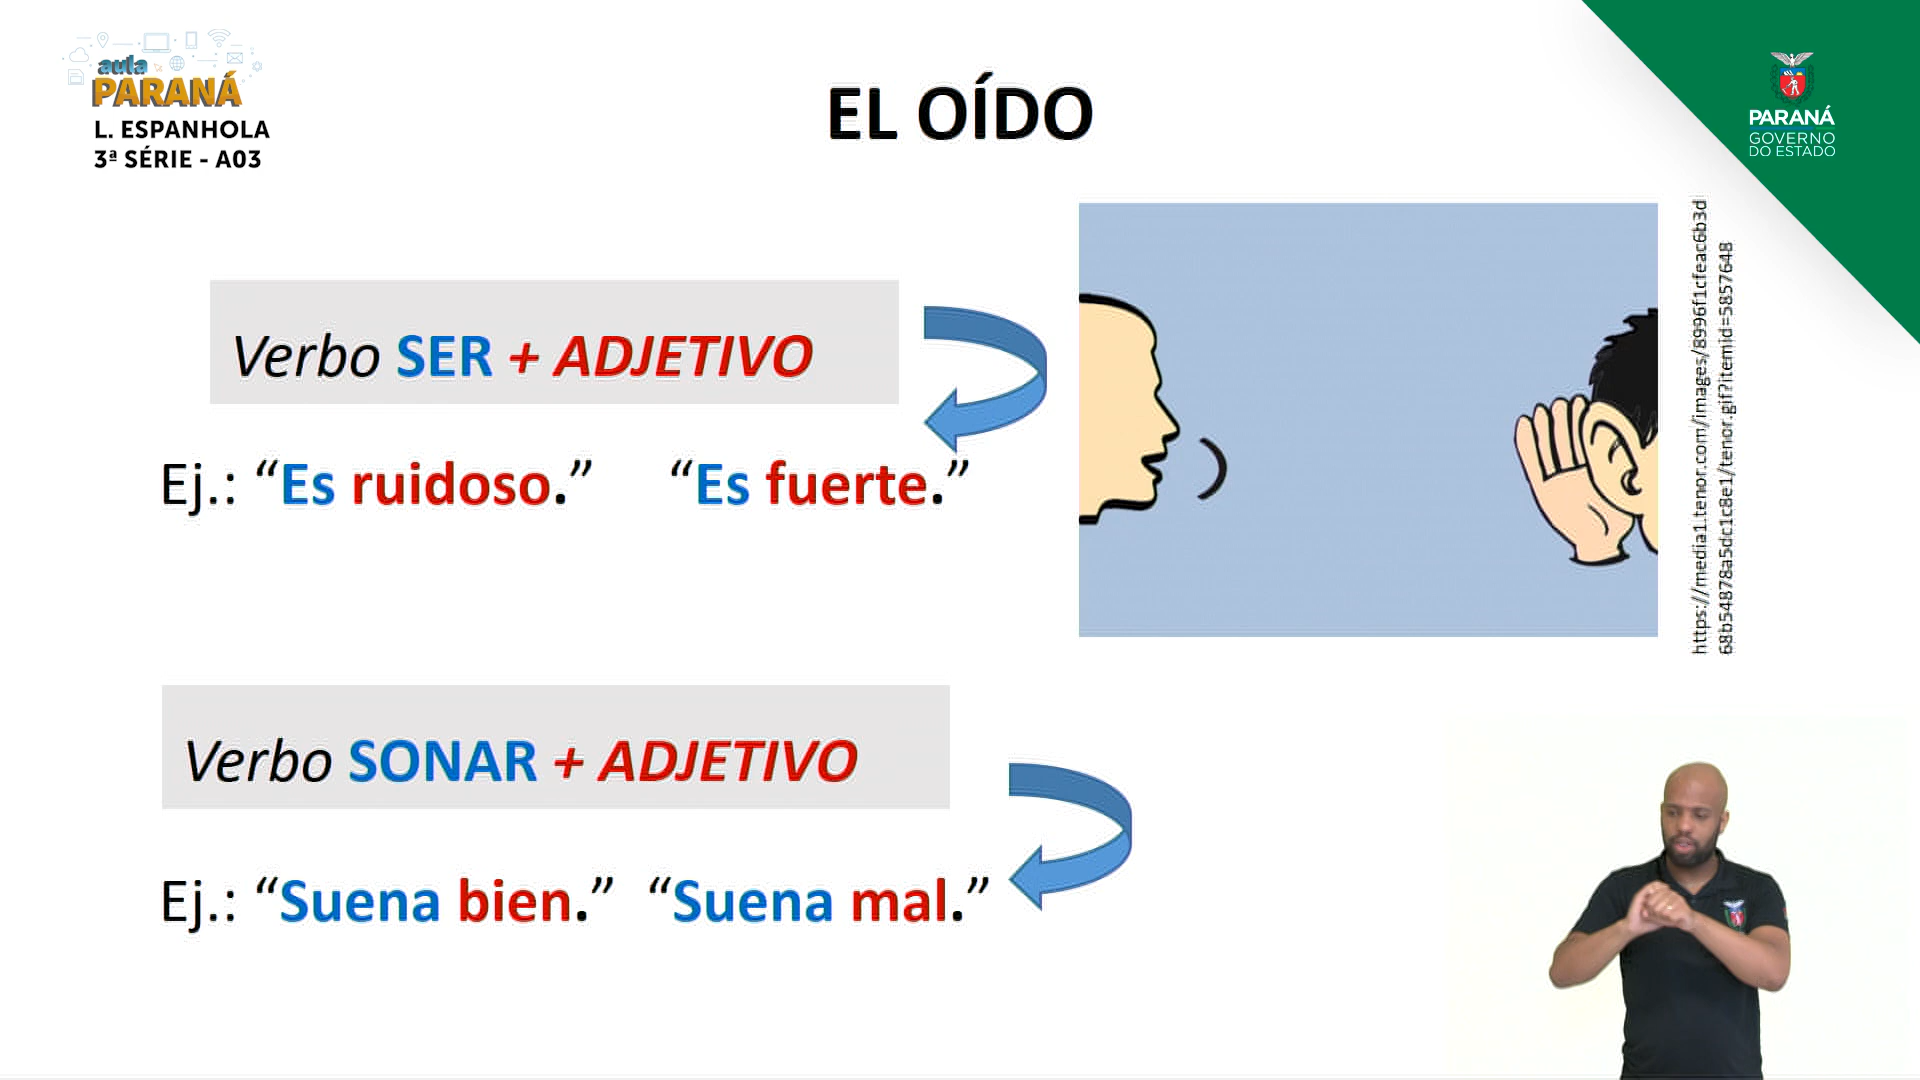 aula
PARANÁ
L. ESPANHOLA
3ª SÉRIE - A03
EL OÍDO
PARANÁ
GOVERNO
DO ESTADO
Verbo SER + ADJETIVO
Ej.: “Es ruidoso.” “Es fuerte.”
https://media1.tenor.com/images/8996f1cfeac6b3d
68b54878a5dc1c8e1/tenor.gif?itemid=5857648
Verbo SONAR + ADJETIVO
Ej.: “Suena bien.” “Suena mal.”